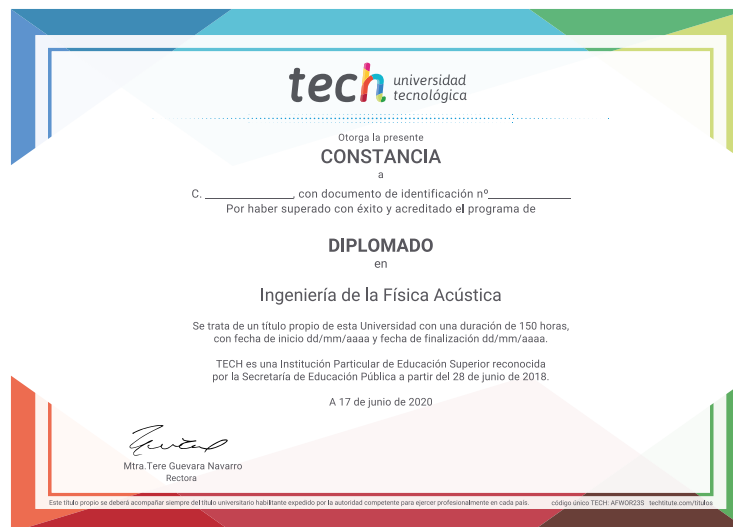 tech universidad
tecnológica
Otorga la presente
CONSTANCIA
a
C. ______________, con documento de identificación nº______________
Por haber superado con éxito y acreditado el programa de
DIPLOMADO
en
Ingeniería de la Física Acústica
Se trata de un título propio de esta Universidad con una duración de 150 horas,
con fecha de inicio dd/mm/aaaa y fecha de finalización dd/mm/aaaa.
TECH es una Institución Particular de Educación Superior reconocida
por la Secretaría de Educación Pública a partir del 28 de junio de 2018.
A 17 de junio de 2020
Mtra.Tere Guevara Navarro
Rectora
Este título propio se deberá acompañar siempre del título universitario habilitante expedido por la autoridad competente para ejercer profesionalmente en cada país. código único TECH: AFWOR23S techtitute.com/títulos